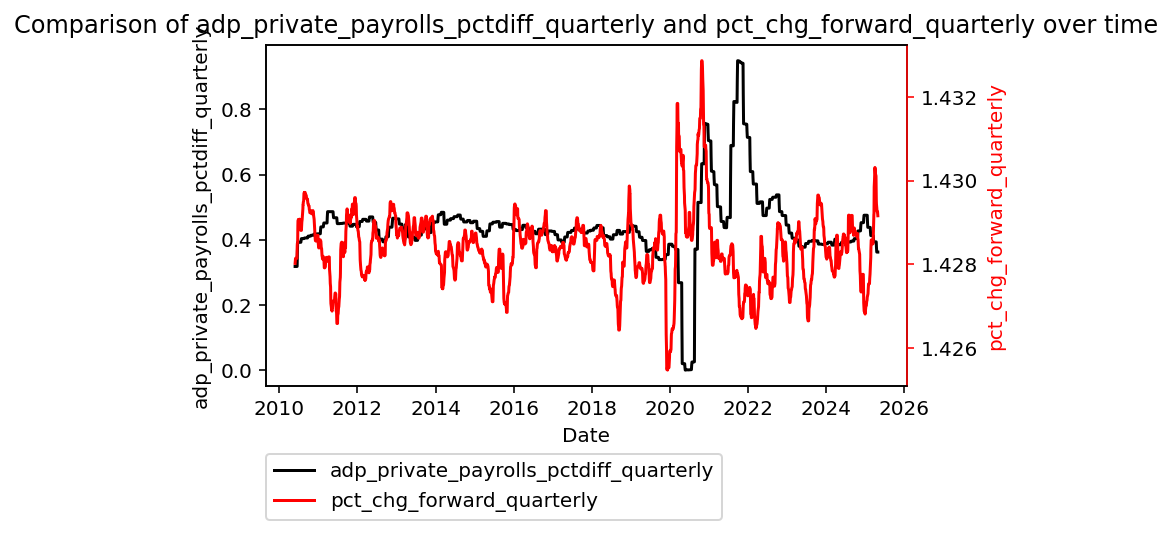 Comparison of adp_private_payrolls_pctdiff_quarterly and pct_chg_forward_quarterly over time
adp_private_payrolls_pctdiff_quarterly
0.8
0.6
0.4
0.2
0.0
1.432
1.430
1.428
1.426
pct_chg_forward_quarterly
2010 2012 2014 2016 2018 2020 2022 2024 2026
Date
adp_private_payrolls_pctdiff_quarterly
pct_chg_forward_quarterly